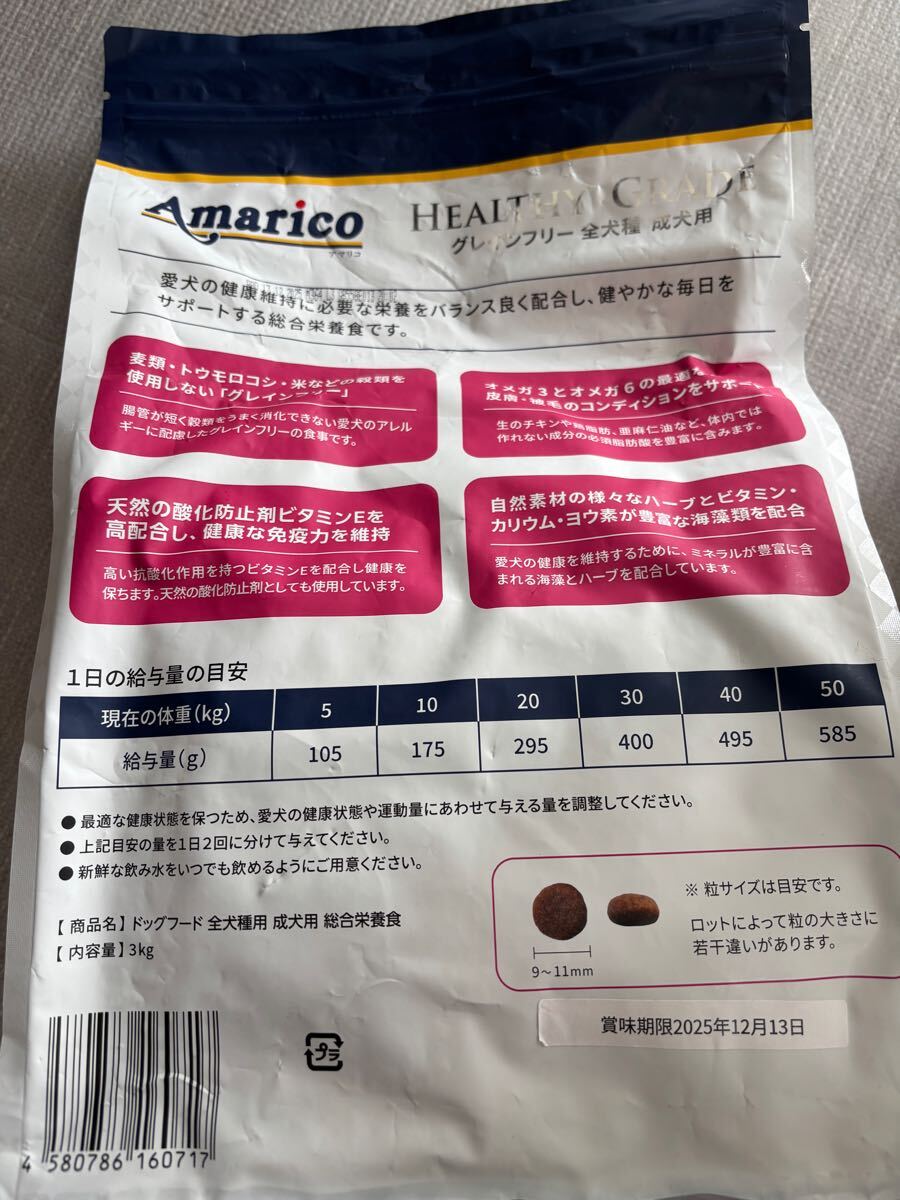 Amarico
アマリコ
HEALTHY GRADE
グレインフリー 全犬種 成犬用
愛犬の健康維持に必要な栄養をバランス良く配合し、健やかな毎日を
サポートする総合栄養食です。
麦類・トウモロコシ・米などの穀類を
使用しない「グレインフリー」
腸管が短く穀類をうまく消化できない愛犬のアレル
ギーに配慮したグレインフリーの食事です。
オメガ3とオメガ6の最適な
皮膚・被毛のコンディションをサポート
生のチキンや鶏脂肪、亜麻仁油など、体内では
作れない成分の必須脂肪酸を豊富に含みます。
天然の酸化防止剤ビタミンEを
高配合し、健康な免疫力を維持
高い抗酸化作用を持つビタミンEを配合し健康を
保ちます。天然の酸化防止剤としても使用しています。
自然素材の様々なハーブとビタミン・
カリウム・ヨウ素が豊富な海藻類を配合
愛犬の健康を維持するために、ミネラルが豊富に含
まれる海藻とハーブを配合しています。
1日の給与量の目安
現在の体重(kg) 5 10 20 30 40 50
給与量(g) 105 175 295 400 495 585
● 最適な健康状態を保つため、愛犬の健康状態や運動量にあわせて与える量を調整してください。
● 上記目安の量を1日2回に分けて与えてください。
● 新鮮な飲み水をいつでも飲めるようにご用意ください。
※ 粒サイズは目安です。
ロットによって粒の大きさに
若干違いがあります。
9～11mm
【 商品名】ドッグフード 全犬種用 成犬用 総合栄養食
【 内容量】3kg
賞味期限2025年12月13日
プラ
4 580786 160717